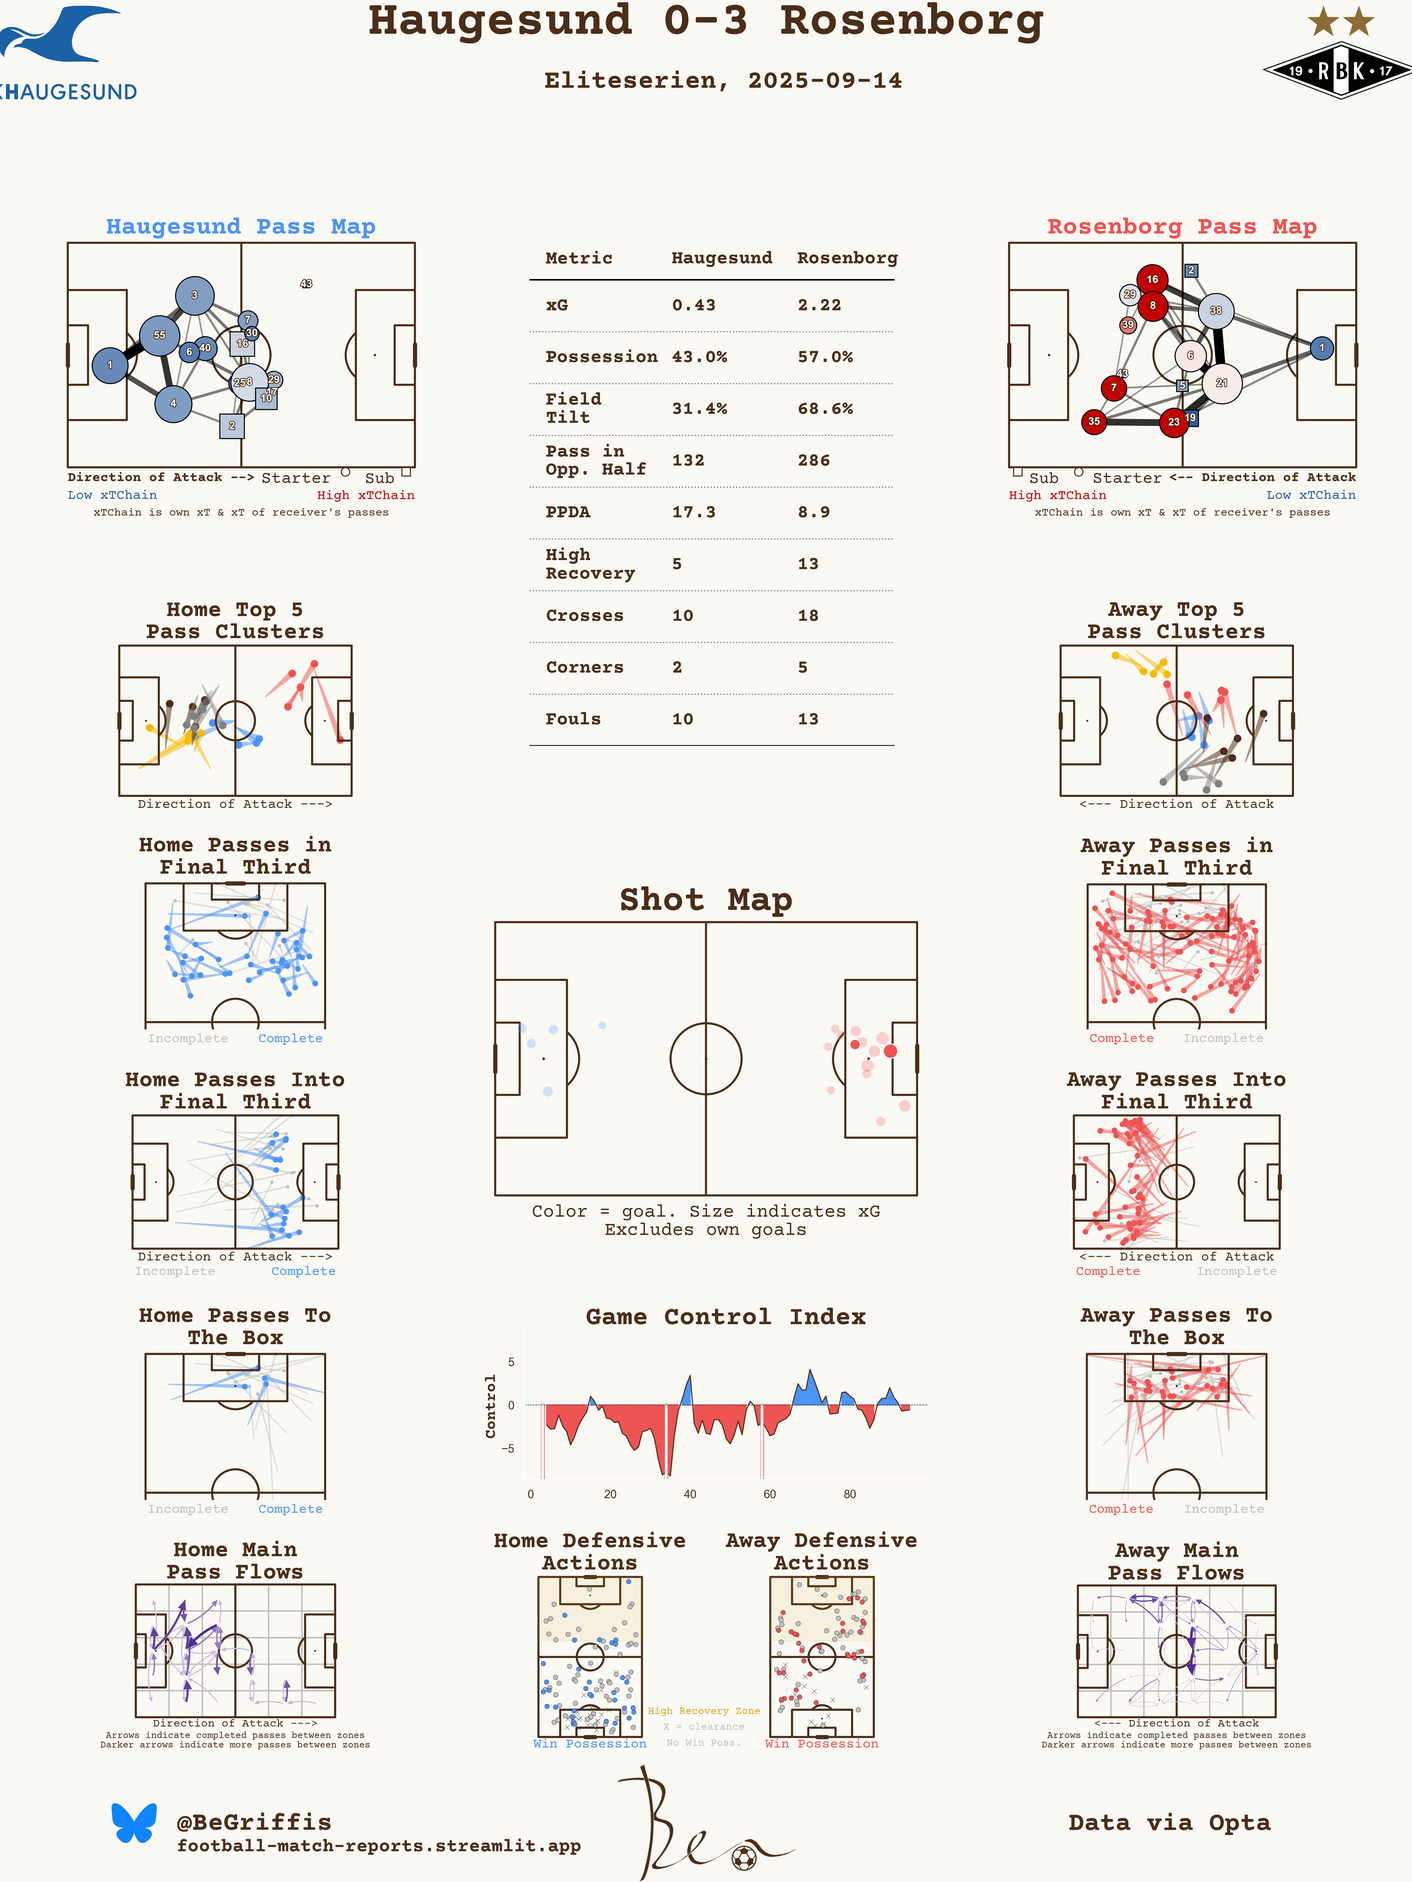 Haugesund 0-3 Rosenborg
Eliteserien, 2025-09-14
KHAUGESUND
19 • RBK • 17
Haugesund Pass Map
3
43
7
30
55
16
40
6
1
29
25
8
17
10
4
2
Direction of Attack --> Starter Sub
Low xTChain High xTChain
xTChain is own xT & xT of receiver's passes
Metric Haugesund Rosenborg
xG 0.43 2.22
Possession 43.0% 57.0%
Field
Tilt 31.4% 68.6%
Pass in
Opp. Half 132 286
PPDA 17.3 8.9
High
Recovery 5 13
Crosses 10 18
Corners 2 5
Fouls 10 13
Rosenborg Pass Map
2
16
29
8
38
39
1
6
43
7
5
21
35
23
19
Sub Starter <-- Direction of Attack
High xTChain Low xTChain
xTChain is own xT & xT of receiver's passes
Home Top 5
Pass Clusters
Direction of Attack --->
Away Top 5
Pass Clusters
<--- Direction of Attack
Home Passes in
Final Third
Incomplete Complete
Shot Map
Color = goal. Size indicates xG
Excludes own goals
Away Passes in
Final Third
Complete Incomplete
Home Passes Into
Final Third
Direction of Attack --->
Incomplete Complete
Away Passes Into
Final Third
<--- Direction of Attack
Complete Incomplete
Home Passes To
The Box
Incomplete Complete
Game Control Index
Control
5
0
−5
0 20 40 60 80
Away Passes To
The Box
Complete Incomplete
Home Main
Pass Flows
Direction of Attack --->
Arrows indicate completed passes between zones
Darker arrows indicate more passes between zones
Home Defensive
Actions
Win Possession
High Recovery Zone
X = clearance
No Win Poss.
Away Defensive
Actions
Win Possession
Away Main
Pass Flows
<--- Direction of Attack
Arrows indicate completed passes between zones
Darker arrows indicate more passes between zones
@BeGriffis
football-match-reports.streamlit.app
Ben
Data via Opta